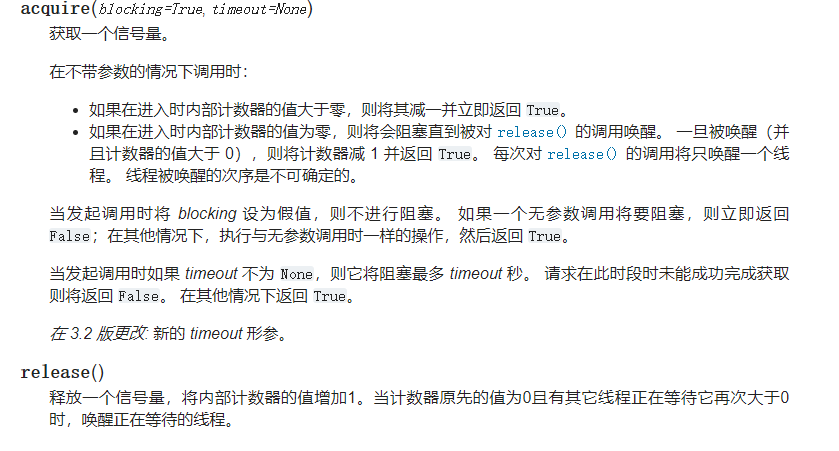 acquire(blocking=True, timeout=None)
获取一个信号量。
在不带参数的情况下调用时：
• 如果在进入时内部计数器的值大于零，则将其减一并立即返回 True。
• 如果在进入时内部计数器的值为零，则将会阻塞直到被对 release() 的调用唤醒。 一旦被唤醒（并
且计数器的值大于 0），则将计数器减 1 并返回 True。 每次对 release() 的调用将只唤醒一个线
程。 线程被唤醒的次序是不可确定的。
当发起调用时将 blocking 设为假值，则不进行阻塞。 如果一个无参数调用将要阻塞，则立即返回
False；在其他情况下，执行与无参数调用时一样的操作，然后返回 True。
当发起调用时如果 timeout 不为 None，则它将阻塞最多 timeout 秒。 请求在此时段时未能成功完成获取
则将返回 False。 在其他情况下返回 True。
在 3.2 版更改: 新的 timeout 形参。
release()
释放一个信号量，将内部计数器的值增加1。当计数器原先的值为0且有其它线程正在等待它再次大于0
时，唤醒正在等待的线程。